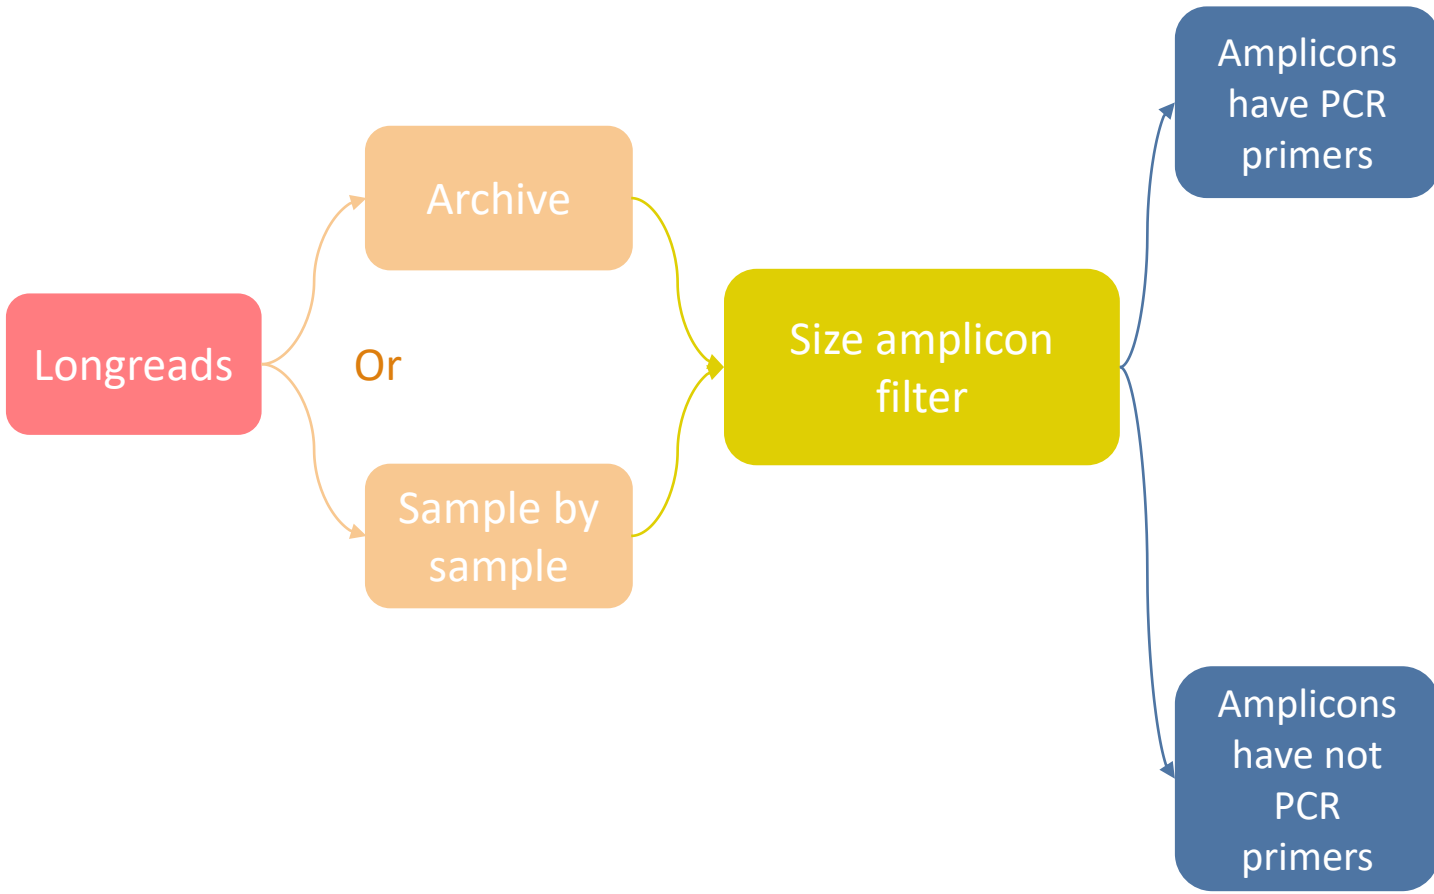 Longreads
Archive
Or
Sample by
sample
Size amplicon
filter
Amplicons
have PCR
primers
Amplicons
have not
PCR
primers